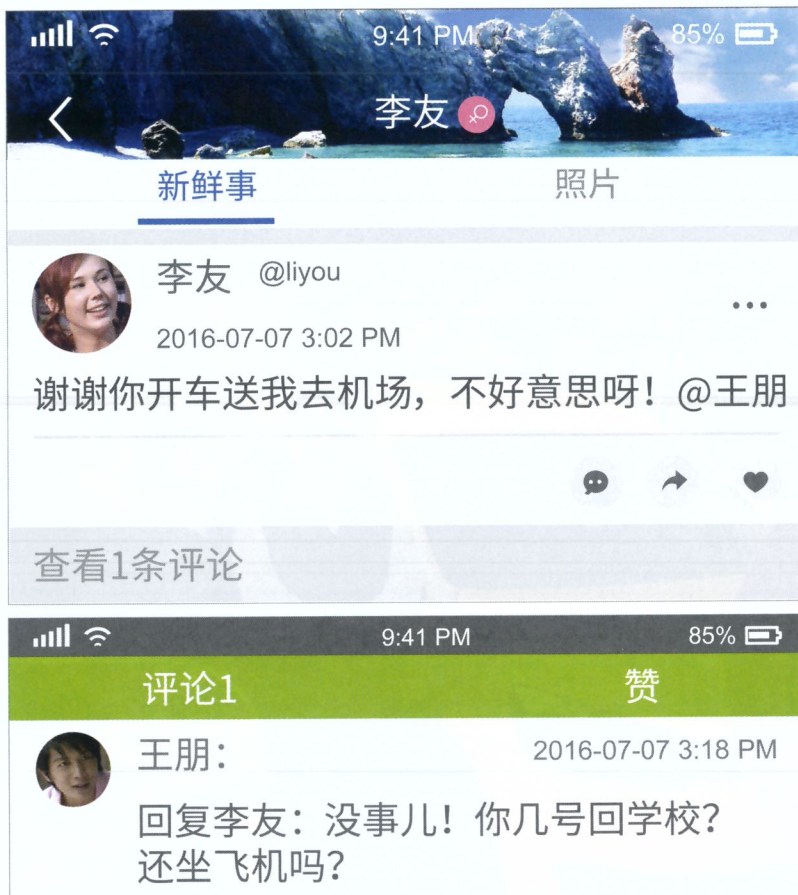 9:41 PM 85%
李友
新鲜事 照片
李友 @liyou
2016-07-07 3:02 PM
谢谢你开车送我去机场，不好意思呀！@王朋
查看1条评论
9:41 PM 85%
评论1 赞
王朋： 2016-07-07 3:18 PM
回复李友：没事儿！你几号回学校？
还坐飞机吗？